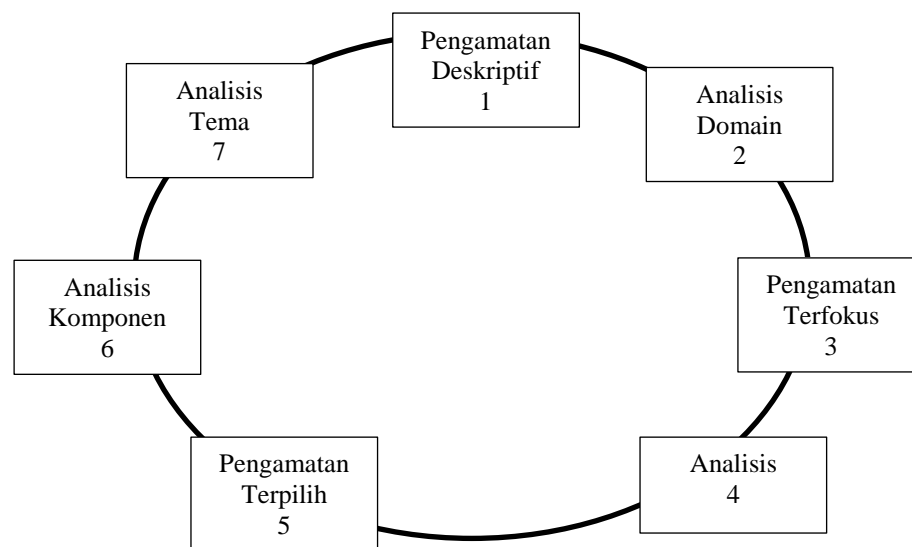 Pengamatan
Deskriptif
1
Analisis
Domain
2
Pengamatan
Terfokus
3
Analisis
4
Pengamatan
Terpilih
5
Analisis
Komponen
6
Analisis
Tema
7